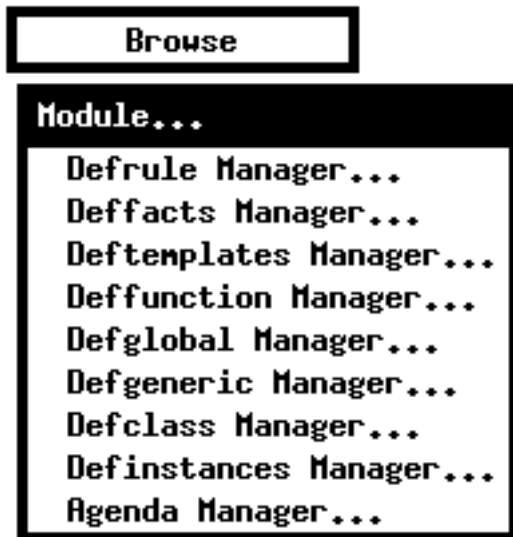 Browse
Module...
Defrule Manager...
Deffacts Manager...
Deftemplates Manager...
Deffunction Manager...
Defglobal Manager...
Defgeneric Manager...
Defclass Manager...
Definstances Manager...
Agenda Manager...